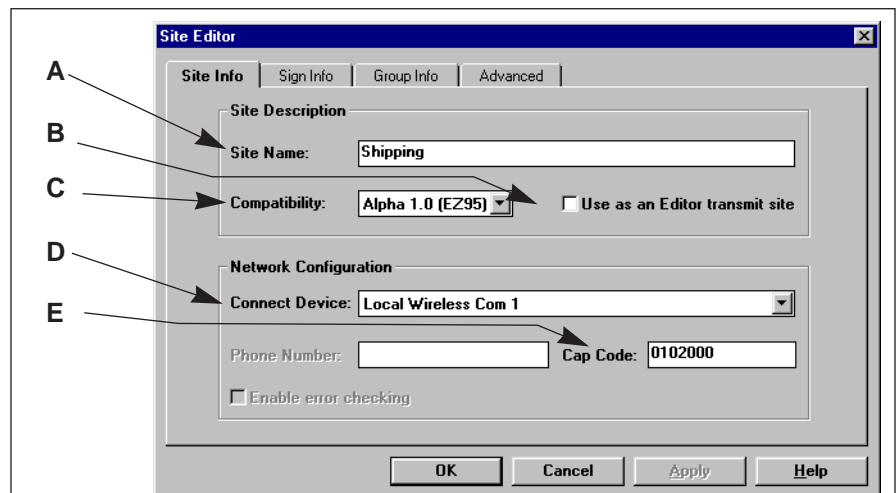 Site Editor
A
Site Info Sign Info Group Info Advanced
Site Description
B
Site Name: Shipping
C
Compatibility: Alpha 1.0 (EZ95) Use as an Editor transmit site
D
Network Configuration
Connect Device: Local Wireless Com 1
E
Phone Number: Cap Code: 0102000
Enable error checking
OK Cancel Apply Help